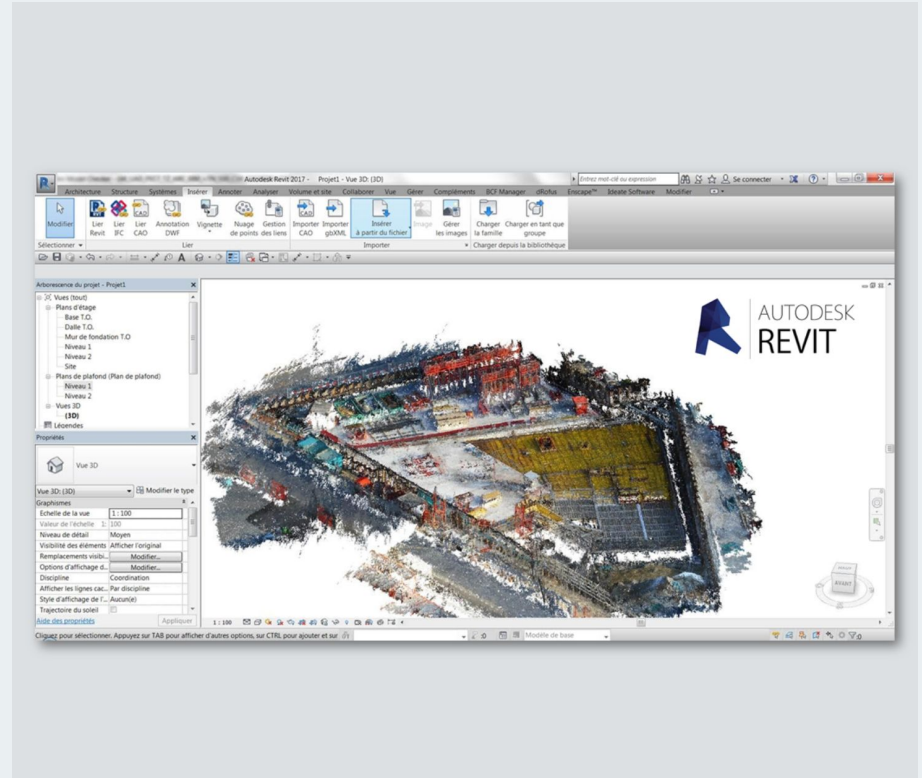 Autodesk Revit 2017 - Projet1 - Vue 3D: (3D)
Entrez mot-clé ou expression
Se connecter
Architecture Structure Systèmes Insérer Annoter Analyser Volume et site Collaborer Vue Gérer Compléments BCF Manager dRofus Enscape™ Ideate Software Modifier
Modifier
Lier Revit
Lier IFC
Lier CAO
Annotation DWF
Vignette
Nuage de points
Gestion des liens
Importer CAO
Importer gbXML
Insérer à partir du fichier
Image
Gérer les images
Charger la famille
Charger en tant que groupe
Sélectionner
Lier
Importer
Charger depuis la bibliothèque
Arborescence du projet - Projet1
Vues (tout)
Plans d'étage
Base T.O.
Dalle T.O.
Mur de fondation T.O
Niveau 1
Niveau 2
Site
Plans de plafond (Plan de plafond)
Niveau 1
Niveau 2
Vues 3D
(3D)
Légendes
Propriétés
Vue 3D
Vue 3D: (3D)
Modifier le type
Graphismes
Echelle de la vue 1 : 100
Valeur de l'échelle 1: 100
Niveau de détail Moyen
Visibilité des éléments Afficher l'original
Remplacements visibi... Modifier...
Options d'affichage d... Modifier...
Discipline Coordination
Afficher les lignes cac... Par discipline
Style d'affichage de l'... Aucun(e)
Trajectoire du soleil
Aide des propriétés
Appliquer
AUTODESK
REVIT
AVANT
1 : 100
Cliquez pour sélectionner. Appuyez sur TAB pour afficher d'autres options, sur CTRL pour ajouter et sur
:0
Modèle de base
:0